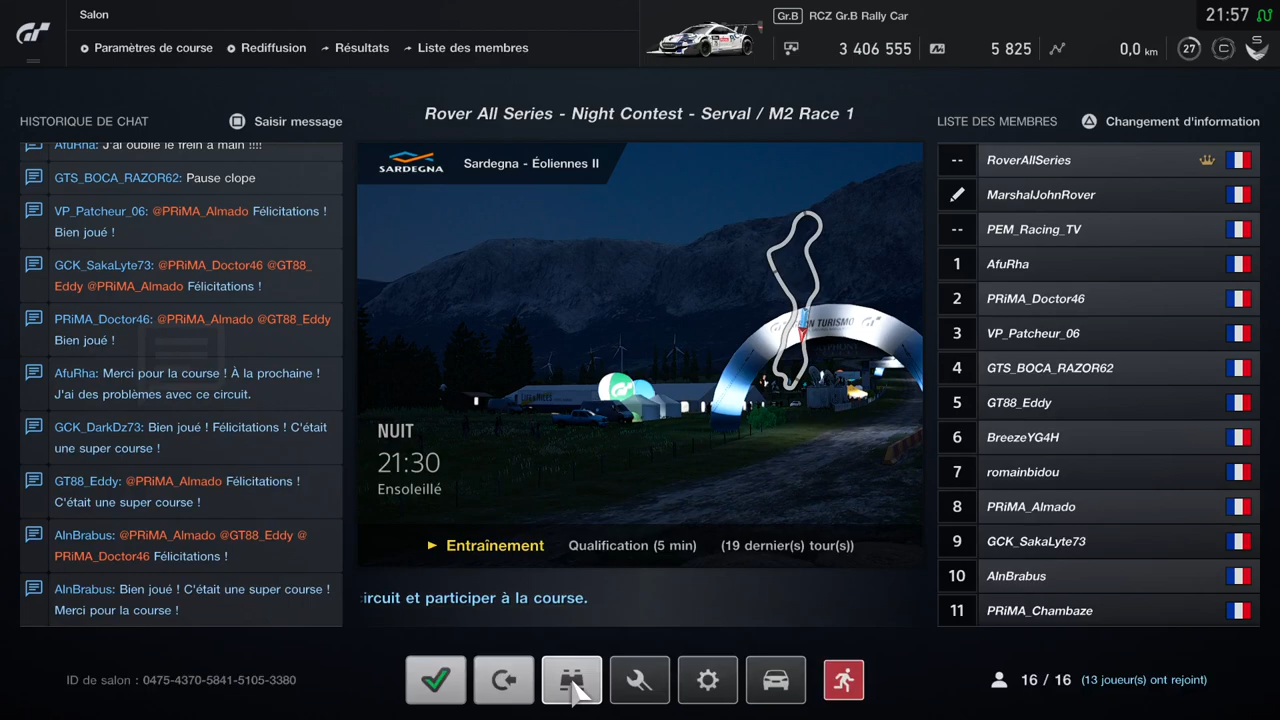 Salon
Paramètres de course
Rediffusion
Résultats
Liste des membres
Gr.B RCZ Gr.B Rally Car
3 406 555
5 825
0,0 km
27
C
S
21:57
Rover All Series - Night Contest - Serval / M2 Race 1
HISTORIQUE DE CHAT
Saisir message
AfuRha: J'ai oublié le frein à main !!!!
GTS_BOCA_RAZOR62: Pause clope
VP_Patcheur_06: @PRiMA_Almado Félicitations !
Bien joué !
GCK_SakaLyte73: @PRiMA_Doctor46 @GT88_
Eddy @PRiMA_Almado Félicitations !
PRiMA_Doctor46: @PRiMA_Almado @GT88_Eddy
Bien joué !
AfuRha: Merci pour la course ! À la prochaine !
J'ai des problèmes avec ce circuit.
GCK_DarkDz73: Bien joué ! Félicitations ! C'était
une super course !
GT88_Eddy: @PRiMA_Almado Félicitations !
C'était une super course !
AlnBrabus: @PRiMA_Almado @GT88_Eddy @
PRiMA_Doctor46 Félicitations !
AlnBrabus: Bien joué ! C'était une super course !
Merci pour la course !
SARDEGNA
Sardegna - Éoliennes II
GRAN TURISMO
NUIT
21:30
Ensoleillé
Entraînement
Qualification (5 min)
(19 dernier(s) tour(s))
circuit et participer à la course.
LISTE DES MEMBRES
Changement d'information
-- RoverAllSeries
MarshalJohnRover
-- PEM_Racing_TV
1 AfuRha
2 PRiMA_Doctor46
3 VP_Patcheur_06
4 GTS_BOCA_RAZOR62
5 GT88_Eddy
6 BreezeYG4H
7 romainbidou
8 PRiMA_Almado
9 GCK_SakaLyte73
10 AlnBrabus
11 PRiMA_Chambaze
ID de salon : 0475-4370-5841-5105-3380
16 / 16 (13 joueur(s) ont rejoint)